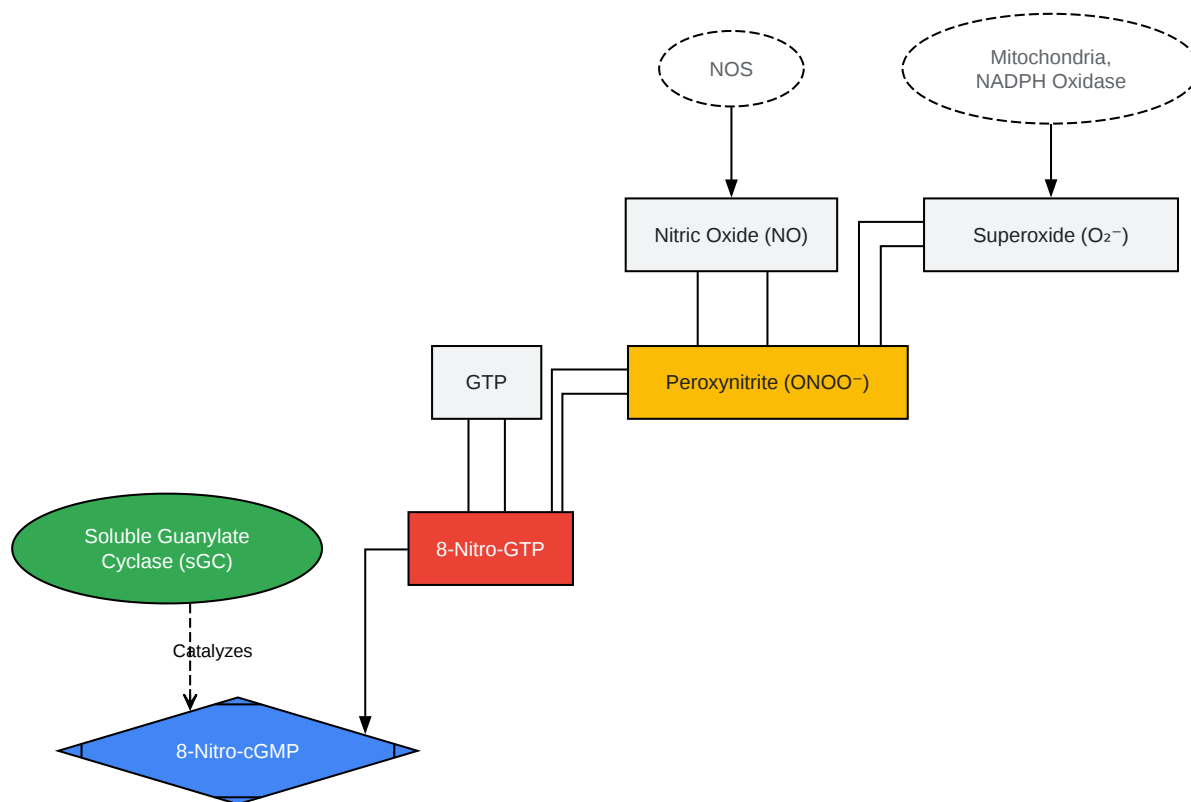 NOS
Mitochondria,
NADPH Oxidase
Nitric Oxide (NO)
Superoxide (O₂⁻)
GTP
Peroxynitrite (ONOO⁻)
Soluble Guanylate
Cyclase (sGC)
8-Nitro-GTP
Catalyzes
8-Nitro-cGMP